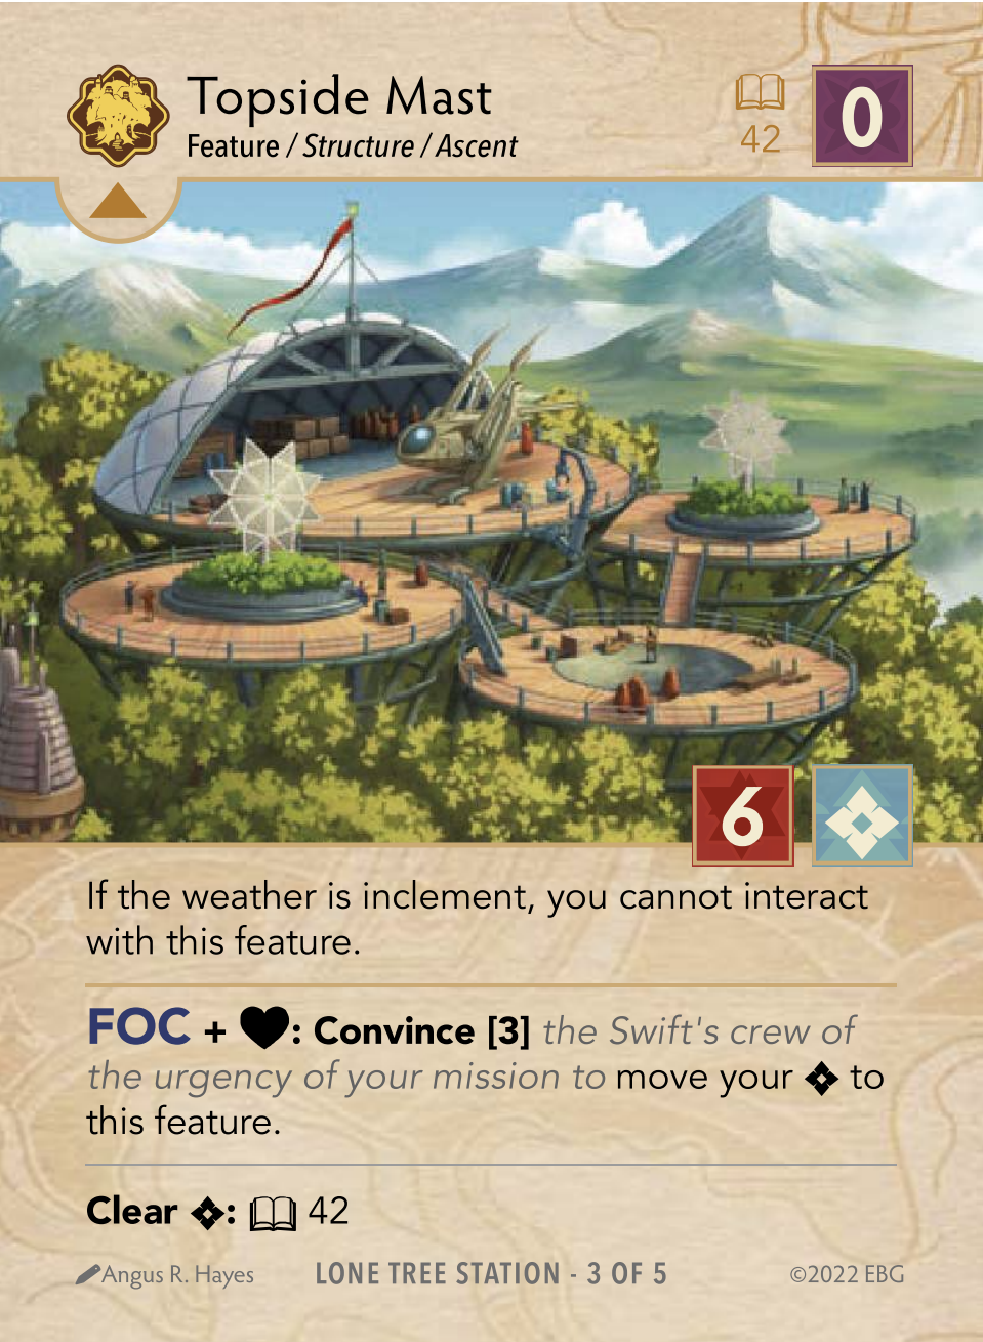 Topside Mast
Feature / Structure / Ascent
42
0
6
If the weather is inclement, you cannot interact
with this feature.
FOC + : Convince [3] the Swift's crew of
the urgency of your mission to move your to
this feature.
Clear : 42
Angus R. Hayes
LONE TREE STATION - 3 OF 5
©2022 EBG